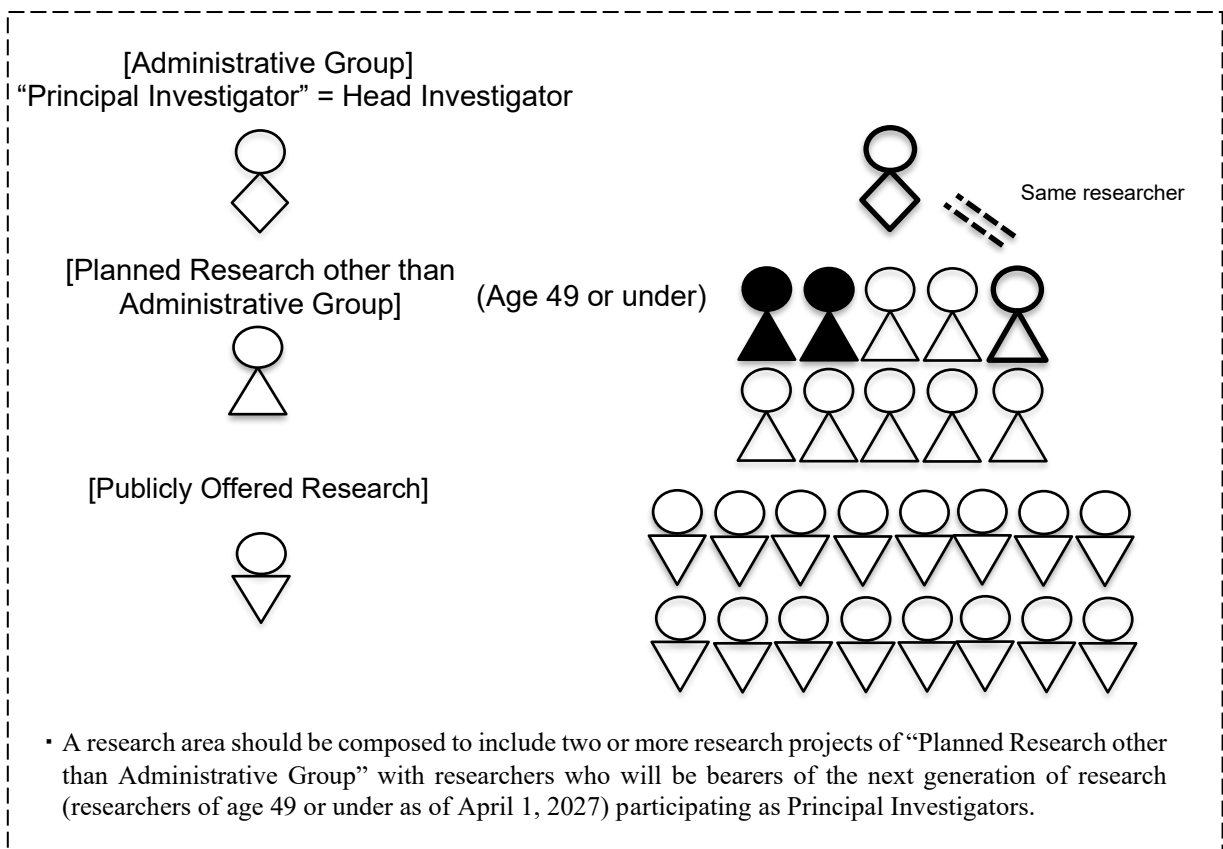 [Administrative Group]
“Principal Investigator” = Head Investigator
Same researcher
[Planned Research other than
Administrative Group]
(Age 49 or under)
[Publicly Offered Research]
・A research area should be composed to include two or more research projects of “Planned Research other
than Administrative Group” with researchers who will be bearers of the next generation of research
(researchers of age 49 or under as of April 1, 2027) participating as Principal Investigators.